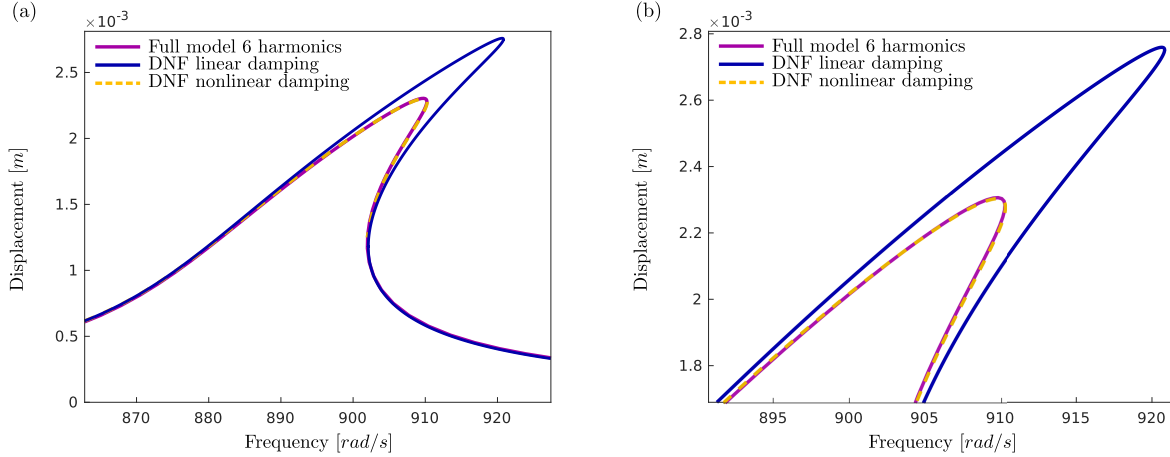 (a)
×10⁻³
Full model 6 harmonics
DNF linear damping
DNF nonlinear damping
2.5
2
1.5
1
0.5
0
Displacement [m]
870 880 890 900 910 920
Frequency [rad/s]
(b)
×10⁻³
Full model 6 harmonics
DNF linear damping
DNF nonlinear damping
2.8
2.6
2.4
2.2
2
1.8
Displacement [m]
895 900 905 910 915 920
Frequency [rad/s]